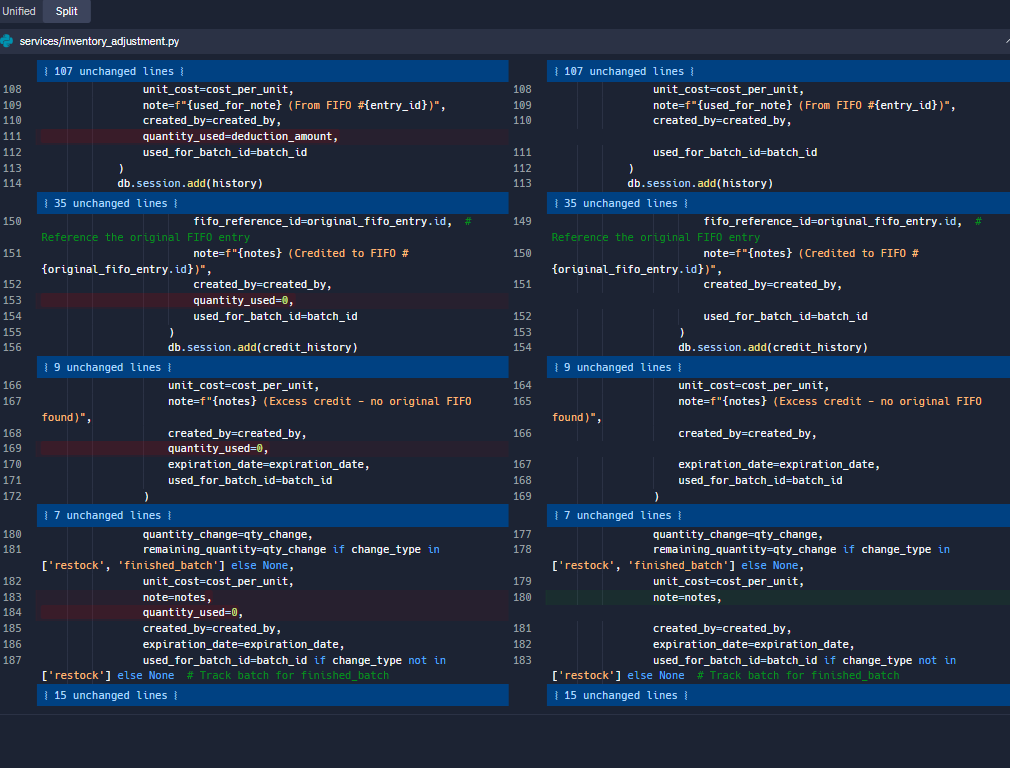 Unified Split
services/inventory_adjustment.py
107 unchanged lines
108 unit_cost=cost_per_unit,
109 note=f"{used_for_note} (From FIFO #{entry_id})",
110 created_by=created_by,
111 quantity_used=deduction_amount,
112 used_for_batch_id=batch_id
113 )
114 db.session.add(history)
35 unchanged lines
150 fifo_reference_id=original_fifo_entry.id, #
Reference the original FIFO entry
151 note=f"{notes} (Credited to FIFO #
{original_fifo_entry.id})",
152 created_by=created_by,
153 quantity_used=0,
154 used_for_batch_id=batch_id
155 )
156 db.session.add(credit_history)
9 unchanged lines
166 unit_cost=cost_per_unit,
167 note=f"{notes} (Excess credit - no original FIFO
found)",
168 created_by=created_by,
169 quantity_used=0,
170 expiration_date=expiration_date,
171 used_for_batch_id=batch_id
172 )
7 unchanged lines
180 quantity_change=qty_change,
181 remaining_quantity=qty_change if change_type in
['restock', 'finished_batch'] else None,
182 unit_cost=cost_per_unit,
183 note=notes,
184 quantity_used=0,
185 created_by=created_by,
186 expiration_date=expiration_date,
187 used_for_batch_id=batch_id if change_type not in
['restock'] else None # Track batch for finished_batch
15 unchanged lines
107 unchanged lines
108 unit_cost=cost_per_unit,
109 note=f"{used_for_note} (From FIFO #{entry_id})",
110 created_by=created_by,
111 used_for_batch_id=batch_id
112 )
113 db.session.add(history)
35 unchanged lines
149 fifo_reference_id=original_fifo_entry.id, #
Reference the original FIFO entry
150 note=f"{notes} (Credited to FIFO #
{original_fifo_entry.id})",
151 created_by=created_by,
152 used_for_batch_id=batch_id
153 )
154 db.session.add(credit_history)
9 unchanged lines
164 unit_cost=cost_per_unit,
165 note=f"{notes} (Excess credit - no original FIFO
found)",
166 created_by=created_by,
167 expiration_date=expiration_date,
168 used_for_batch_id=batch_id
169 )
7 unchanged lines
177 quantity_change=qty_change,
178 remaining_quantity=qty_change if change_type in
['restock', 'finished_batch'] else None,
179 unit_cost=cost_per_unit,
180 note=notes,
181 created_by=created_by,
182 expiration_date=expiration_date,
183 used_for_batch_id=batch_id if change_type not in
['restock'] else None # Track batch for finished_batch
15 unchanged lines